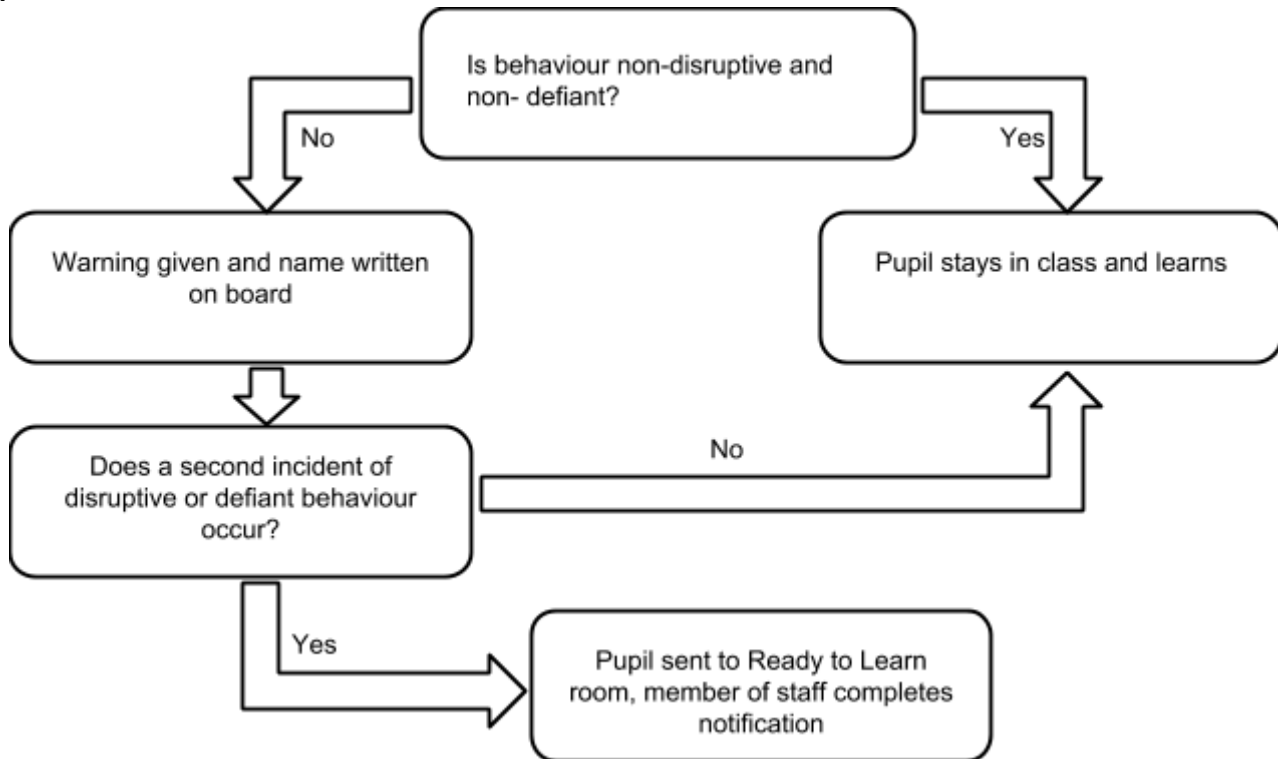 Is behaviour non-disruptive and
non- defiant?
No
Yes
Warning given and name written
on board
Pupil stays in class and learns
Does a second incident of
disruptive or defiant behaviour
occur?
No
Yes
Pupil sent to Ready to Learn
room, member of staff completes
notification